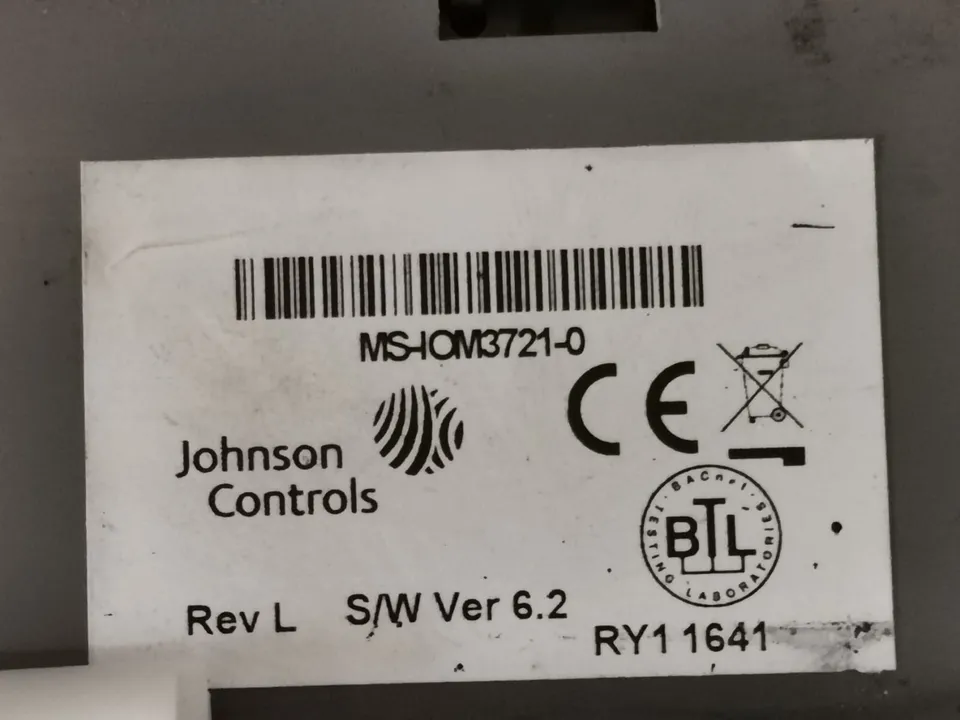 MS-IOM3721-0
CE
Johnson
Controls
BACnet
TESTING LABORATORIES
BTL
Rev L S/W Ver 6.2
RY1 1641